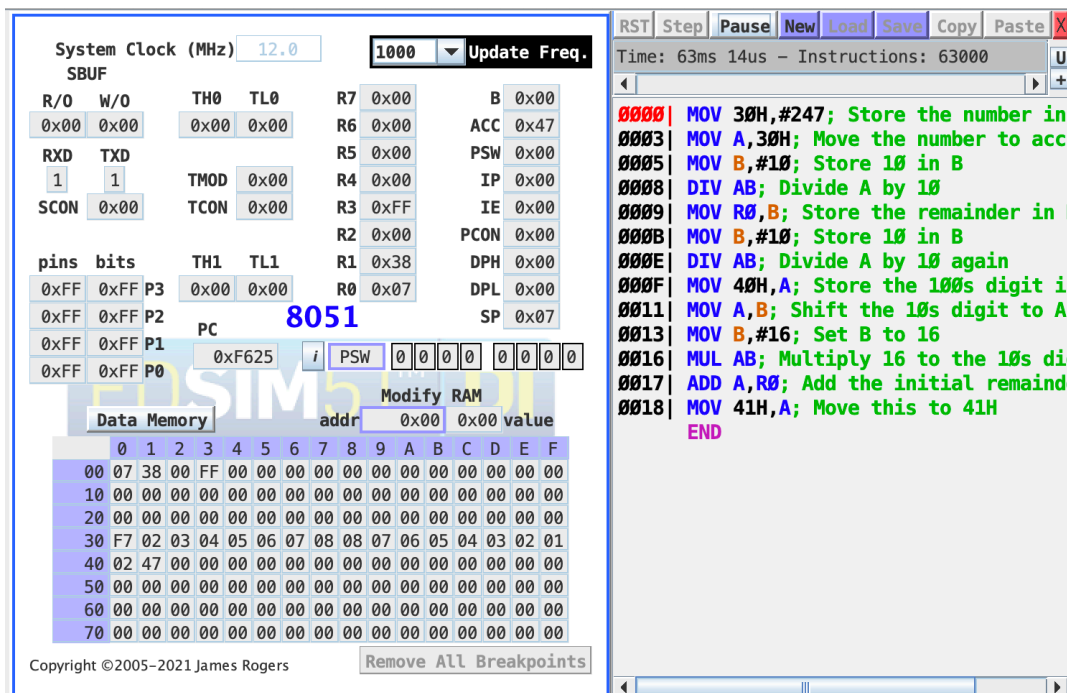 System Clock (MHz) 12.0 1000 Update Freq.
SBUF
R/O W/O TH0 TL0 R7 0x00 B 0x00
0x00 0x00 0x00 0x00 R6 0x00 ACC 0x47
RXD TXD R5 0x00 PSW 0x00
1 1 TMOD 0x00 R4 0x00 IP 0x00
SCON 0x00 TCON 0x00 R3 0xFF IE 0x00
R2 0x00 PCON 0x00
pins bits TH1 TL1 R1 0x38 DPH 0x00
0xFF 0xFF P3 0x00 0x00 R0 0x07 DPL 0x00
0xFF 0xFF P2 PC 8051 SP 0x07
0xFF 0xFF P1 0xF625 i PSW 0 0 0 0 0 0 0 0
0xFF 0xFF P0
Modify RAM
Data Memory addr 0x00 0x00 value
0 1 2 3 4 5 6 7 8 9 A B C D E F
00 07 38 00 FF 00 00 00 00 00 00 00 00 00 00 00 00
10 00 00 00 00 00 00 00 00 00 00 00 00 00 00 00 00
20 00 00 00 00 00 00 00 00 00 00 00 00 00 00 00 00
30 F7 02 03 04 05 06 07 08 08 07 06 05 04 03 02 01
40 02 47 00 00 00 00 00 00 00 00 00 00 00 00 00 00
50 00 00 00 00 00 00 00 00 00 00 00 00 00 00 00 00
60 00 00 00 00 00 00 00 00 00 00 00 00 00 00 00 00
70 00 00 00 00 00 00 00 00 00 00 00 00 00 00 00 00
Copyright ©2005-2021 James Rogers Remove All Breakpoints
RST Step Pause New Load Save Copy Paste X
Time: 63ms 14us - Instructions: 63000 U
+
0000| MOV 30H,#247; Store the number in
0003| MOV A,30H; Move the number to acc
0005| MOV B,#10; Store 10 in B
0008| DIV AB; Divide A by 10
0009| MOV R0,B; Store the remainder in
000B| MOV B,#10; Store 10 in B
000E| DIV AB; Divide A by 10 again
000F| MOV 40H,A; Store the 100s digit i
0011| MOV A,B; Shift the 10s digit to A
0013| MOV B,#16; Set B to 16
0016| MUL AB; Multiply 16 to the 10s di
0017| ADD A,R0; Add the initial remaind
0018| MOV 41H,A; Move this to 41H
END